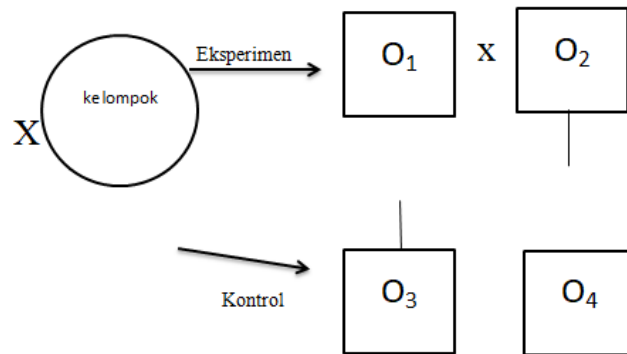 Eksperimen
O₁ x O₂
kelompok
X
Kontrol
O₃ O₄